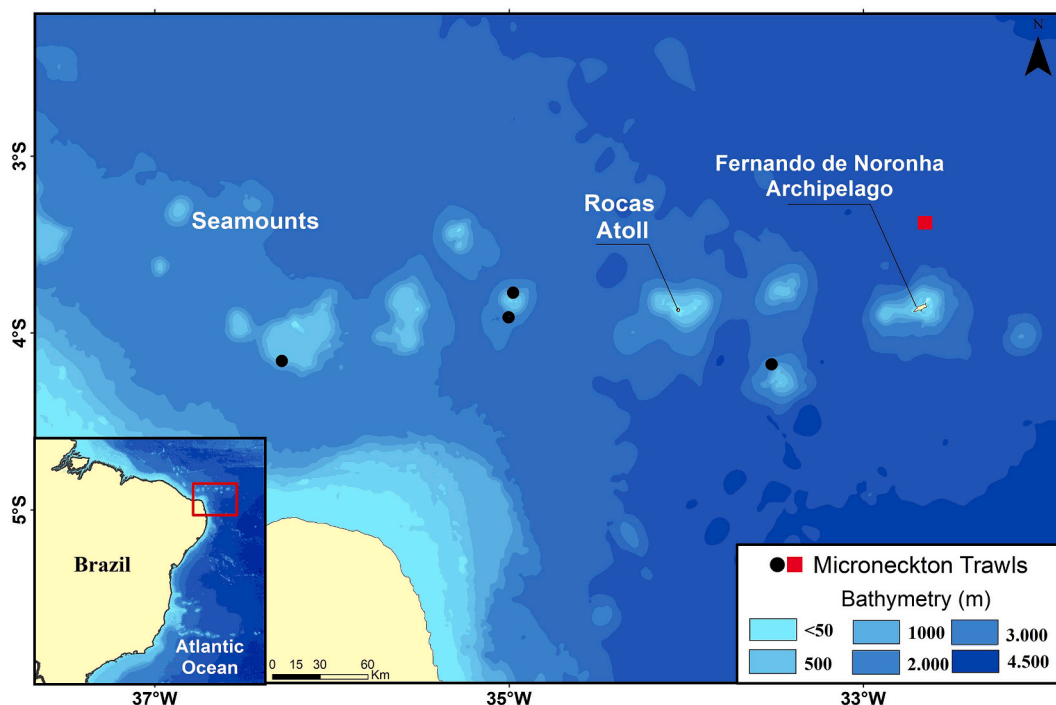 N
3°S
4°S
5°S
37°W
35°W
33°W
Seamounts
Rocas
Atoll
Fernando de Noronha
Archipelago
Brazil
Atlantic
Ocean
0 15 30 60
Km
Microneckton Trawls
Bathymetry (m)
<50 1000 3.000
500 2.000 4.500